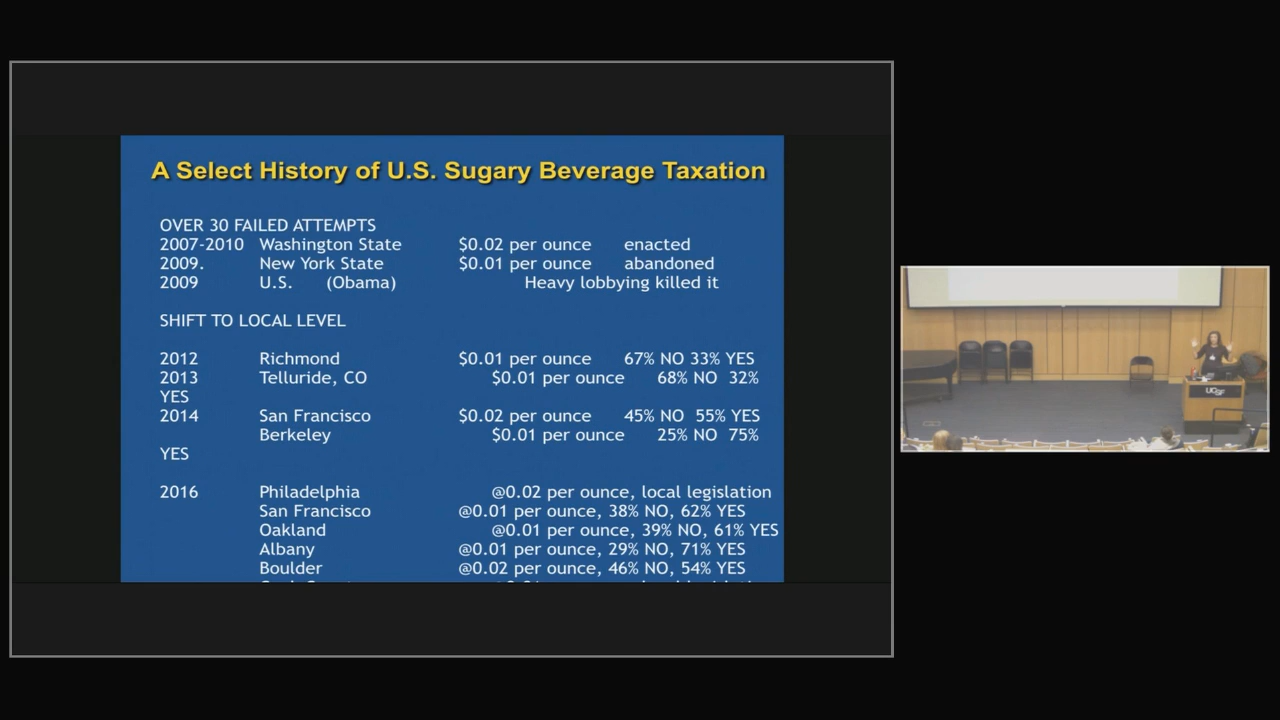 A Select History of U.S. Sugary Beverage Taxation
OVER 30 FAILED ATTEMPTS
2007-2010 Washington State $0.02 per ounce enacted
2009. New York State $0.01 per ounce abandoned
2009 U.S. (Obama) Heavy lobbying killed it
SHIFT TO LOCAL LEVEL
2012 Richmond $0.01 per ounce 67% NO 33% YES
2013 Telluride, CO $0.01 per ounce 68% NO 32%
YES
2014 San Francisco $0.02 per ounce 45% NO 55% YES
Berkeley $0.01 per ounce 25% NO 75%
YES
2016 Philadelphia @0.02 per ounce, local legislation
San Francisco @0.01 per ounce, 38% NO, 62% YES
Oakland @0.01 per ounce, 39% NO, 61% YES
Albany @0.01 per ounce, 29% NO, 71% YES
Boulder @0.02 per ounce, 46% NO, 54% YES
UCSF